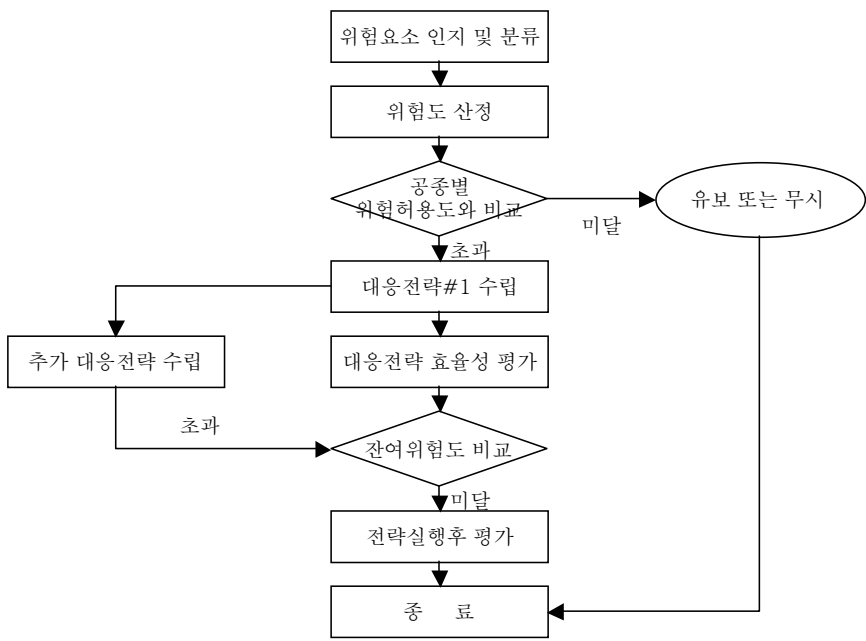 위험요소 인지 및 분류
위험도 산정
공종별
위험허용도와 비교
유보 또는 무시
미달
초과
대응전략#1 수립
추가 대응전략 수립
대응전략 효율성 평가
초과
잔여위험도 비교
미달
전략실행후 평가
종 료